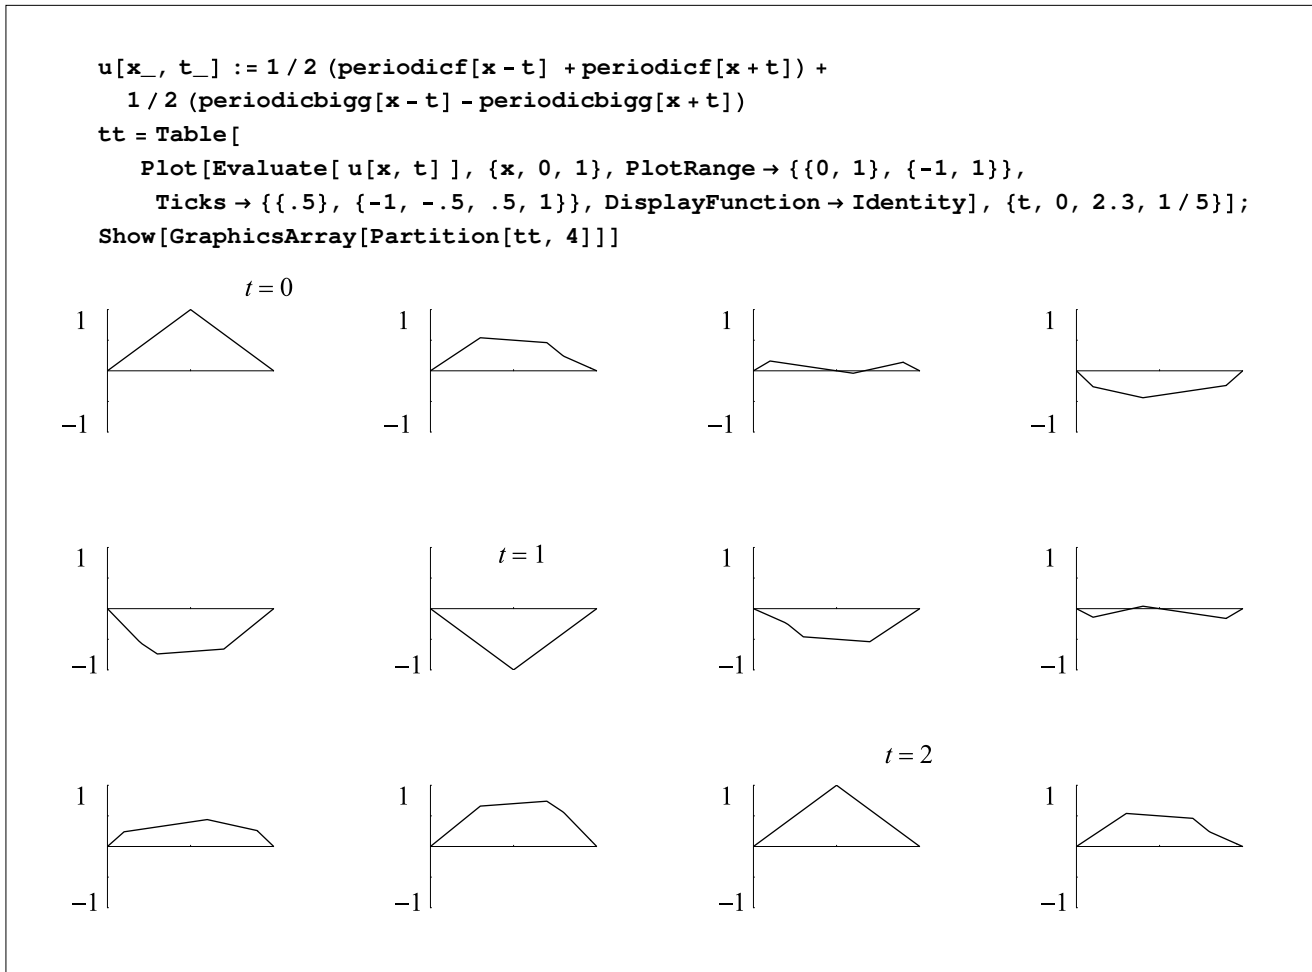 u[x_, t_] := 1 / 2 (periodicf[x - t] + periodicf[x + t]) +
1 / 2 (periodicbigg[x - t] - periodicbigg[x + t])
tt = Table[
Plot[Evaluate[ u[x, t] ], {x, 0, 1}, PlotRange → {{0, 1}, {-1, 1}},
Ticks → {{.5}, {-1, -.5, .5, 1}}, DisplayFunction → Identity], {t, 0, 2.3, 1 / 5}];
Show[GraphicsArray[Partition[tt, 4]]]
t = 0
1 1 1 1
−1 −1 −1 −1
t = 1
1 1 1 1
−1 −1 −1 −1
t = 2
1 1 1 1
−1 −1 −1 −1